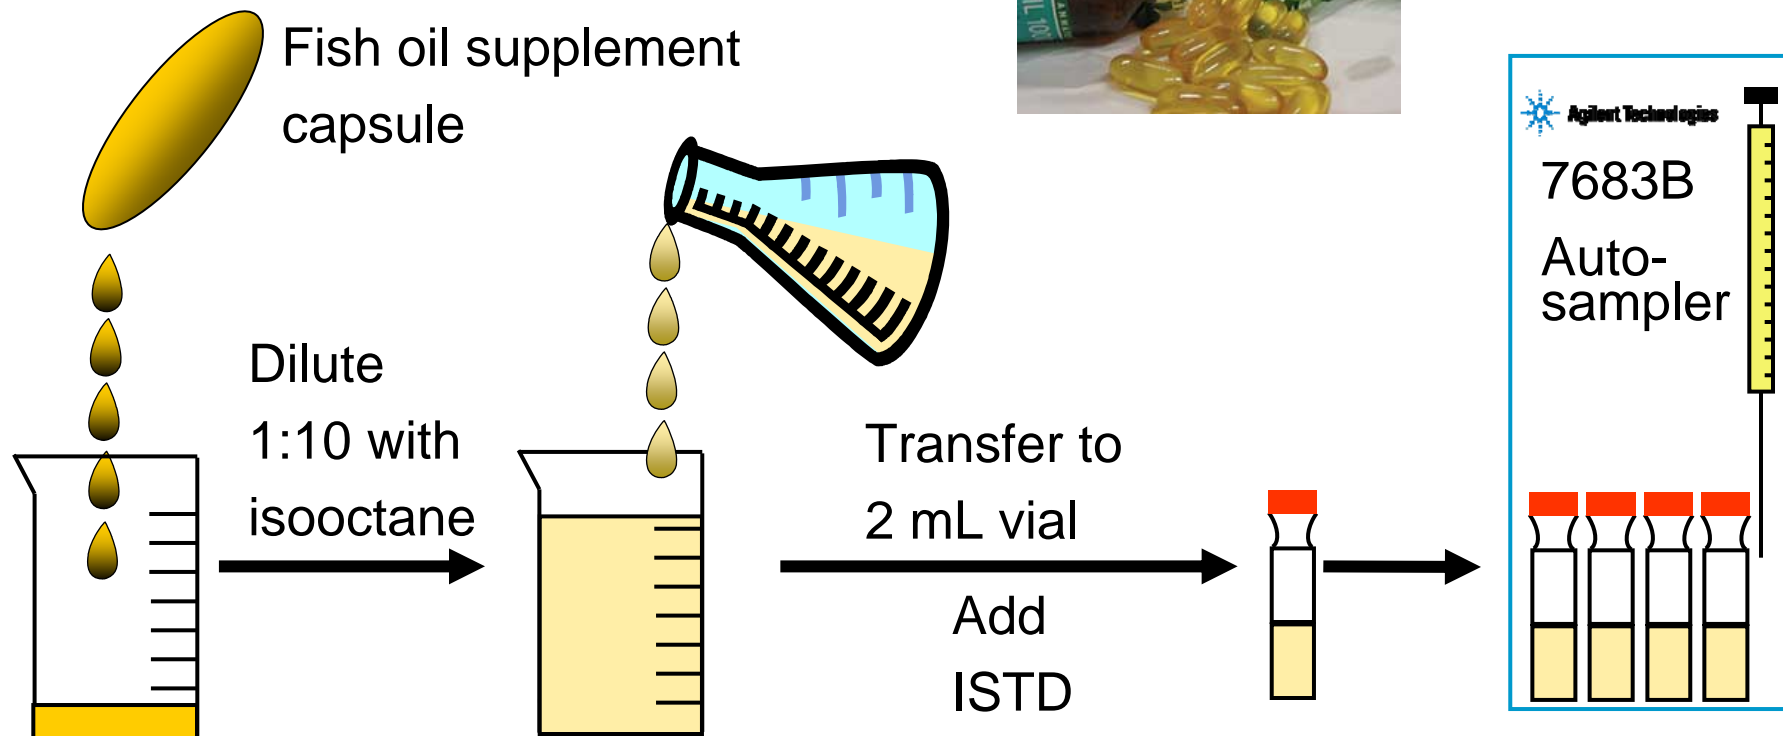 Fish oil supplement
capsule
Dilute
1:10 with
isooctane
Transfer to
2 mL vial
Add
ISTD
Agilent Technologies
7683B
Auto-
sampler